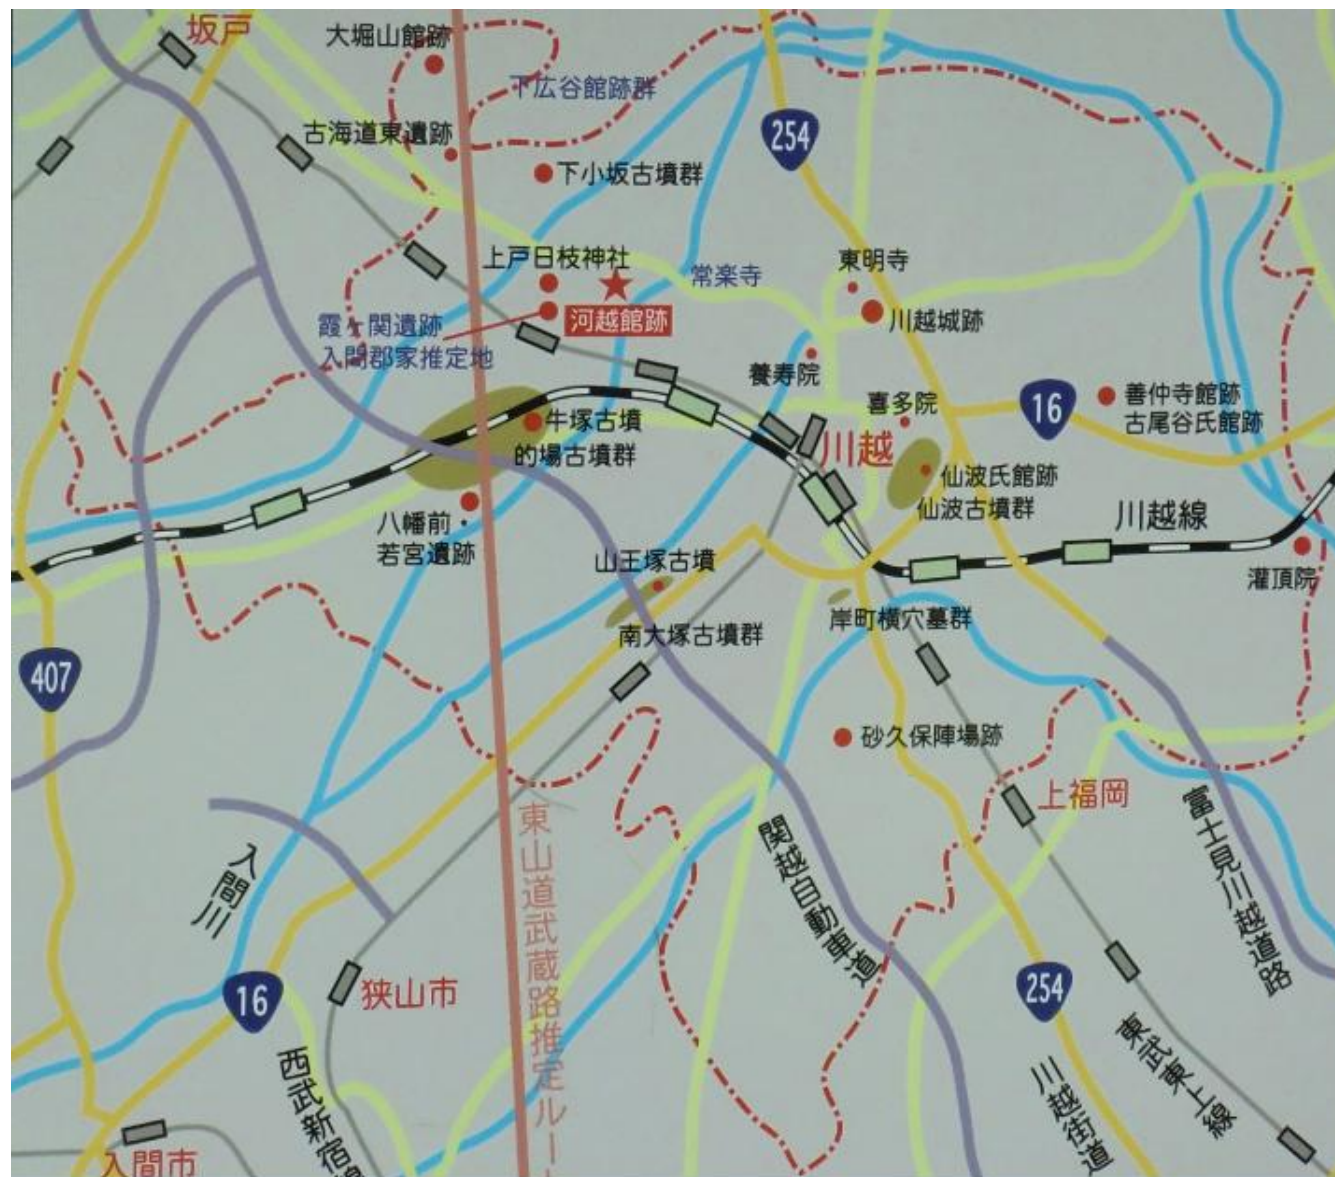 坂戸
大堀山館跡
下広谷館跡群
254
古海道東遺跡
下小坂古墳群
上戸日枝神社
常楽寺
東明寺
川越城跡
霞ヶ関遺跡
入間郡家推定地
河越館跡
養寿院
喜多院
16
善仲寺館跡
古尾谷氏館跡
牛塚古墳
的場古墳群
川越
仙波氏館跡
仙波古墳群
川越線
八幡前・
若宮遺跡
山王塚古墳
灌頂院
南大塚古墳群
岸町横穴墓群
407
砂久保陣場跡
上福岡
富士見川越道路
関越自動車道
入間川
東山道武蔵路推定ルー
狭山市
16
254
西武新宿線
川越街道
東武東上線
入間市